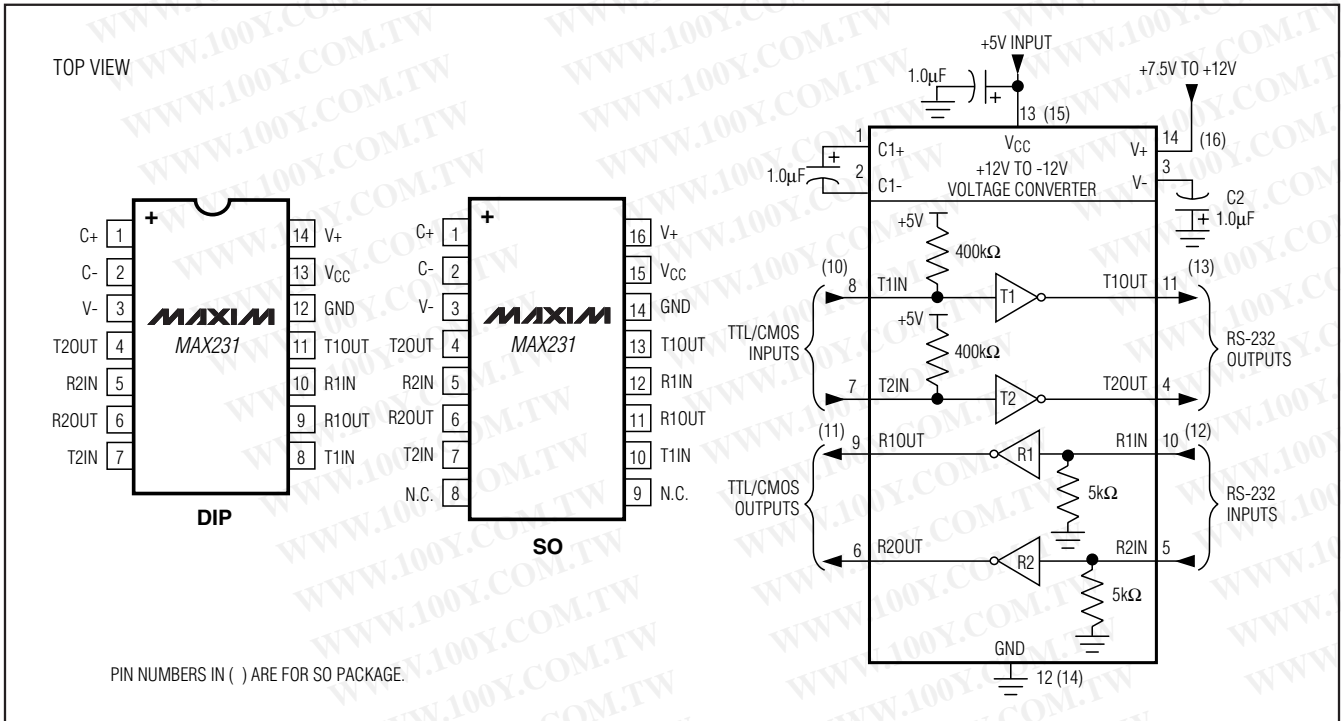 TOP VIEW
C+ 1
C- 2
V- 3
T2OUT 4
R2IN 5
R2OUT 6
T2IN 7
+
MAXIM
MAX231
14 V+
13 VCC
12 GND
11 T1OUT
10 R1IN
9 R1OUT
8 T1IN
DIP
C+ 1
C- 2
V- 3
T2OUT 4
R2IN 5
R2OUT 6
T2IN 7
N.C. 8
+
MAXIM
MAX231
16 V+
15 VCC
14 GND
13 T1OUT
12 R1IN
11 R1OUT
10 T1IN
9 N.C.
SO
+5V INPUT
1.0µF
+
+7.5V TO +12V
13 (15)
1
C1+
VCC
V+
14
(16)
1.0µF
+
2
C1-
+12V TO -12V
VOLTAGE CONVERTER
V-
3
C2
+ 1.0µF
+5V
400kΩ
(10)
8
T1IN
T1
T1OUT
11
(13)
TTL/CMOS
INPUTS
+5V
400kΩ
RS-232
OUTPUTS
7
T2IN
T2
T2OUT
4
(11)
9
R1OUT
R1
R1IN
10
(12)
TTL/CMOS
OUTPUTS
5kΩ
RS-232
INPUTS
6
R2OUT
R2
R2IN
5
5kΩ
GND
12 (14)
PIN NUMBERS IN ( ) ARE FOR SO PACKAGE.
WWW.100Y.COM.TW